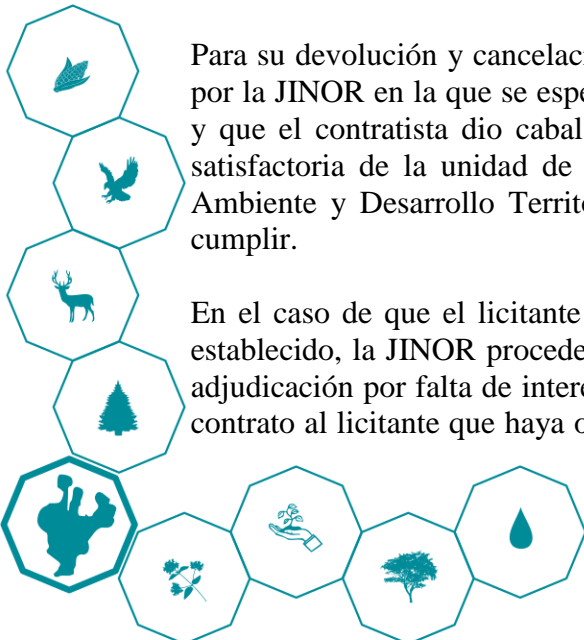 Para su devolución y cancelaci
por la JINOR en la que se espe
y que el contratista dio cabal
satisfactoria de la unidad de
Ambiente y Desarrollo Territo
cumplir.
En el caso de que el licitante
establecido, la JINOR procede
adjudicación por falta de intere
contrato al licitante que haya o